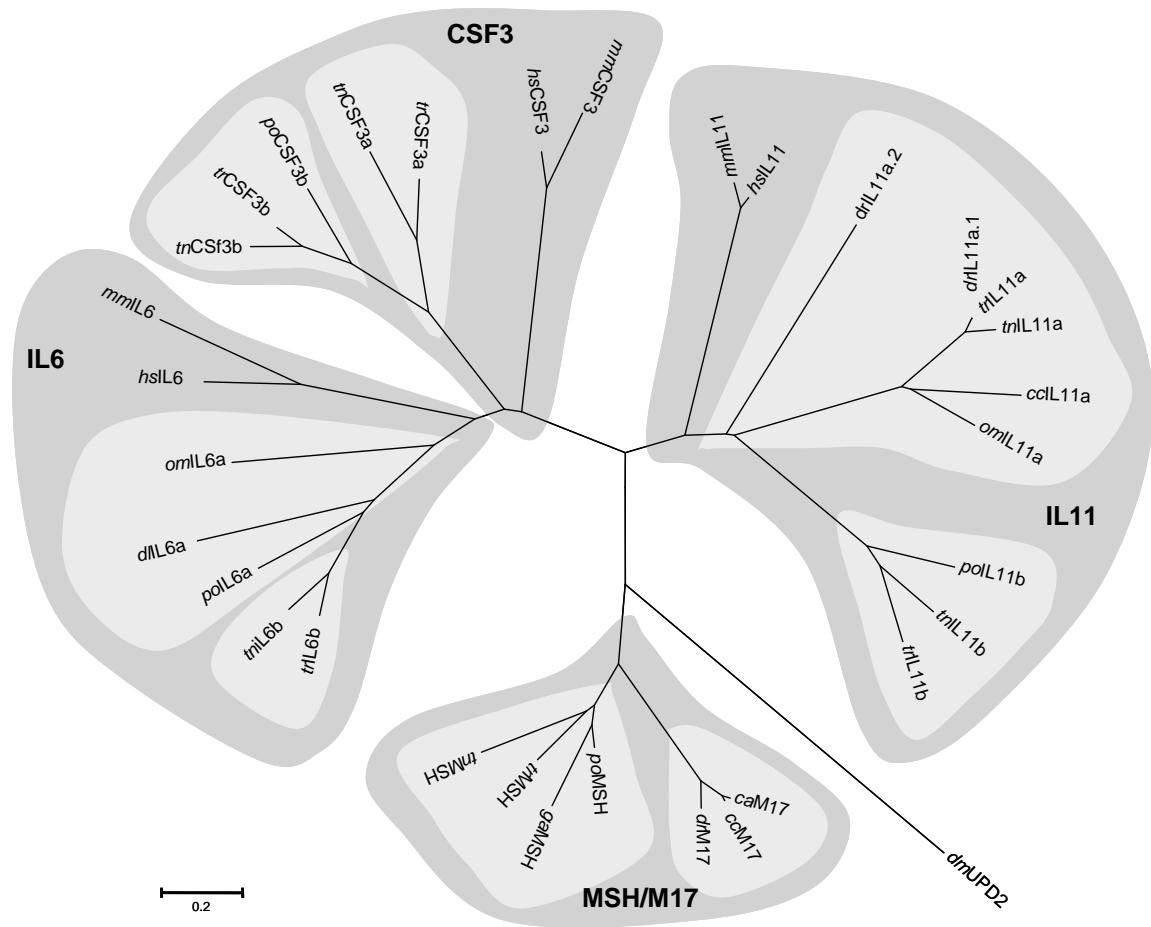 CSF3
mmCSF3
hsCSF3
tnCSF3a
trCSF3a
poCSF3b
trCSF3b
tnCSf3b
mmIL11
hsIL11
drIL11a.2
drIL11a.1
trIL11a
tnIL11a
ccIL11a
omIL11a
IL11
poIL11b
tnIL11b
trIL11b
IL6
mmIL6
hsIL6
omIL6a
dlIL6a
poIL6a
tniL6b
trIL6b
tnMSH
trMSH
gaMSH
poMSH
caM17
ccM17
drM17
MSH/M17
dmUPD2
0.2